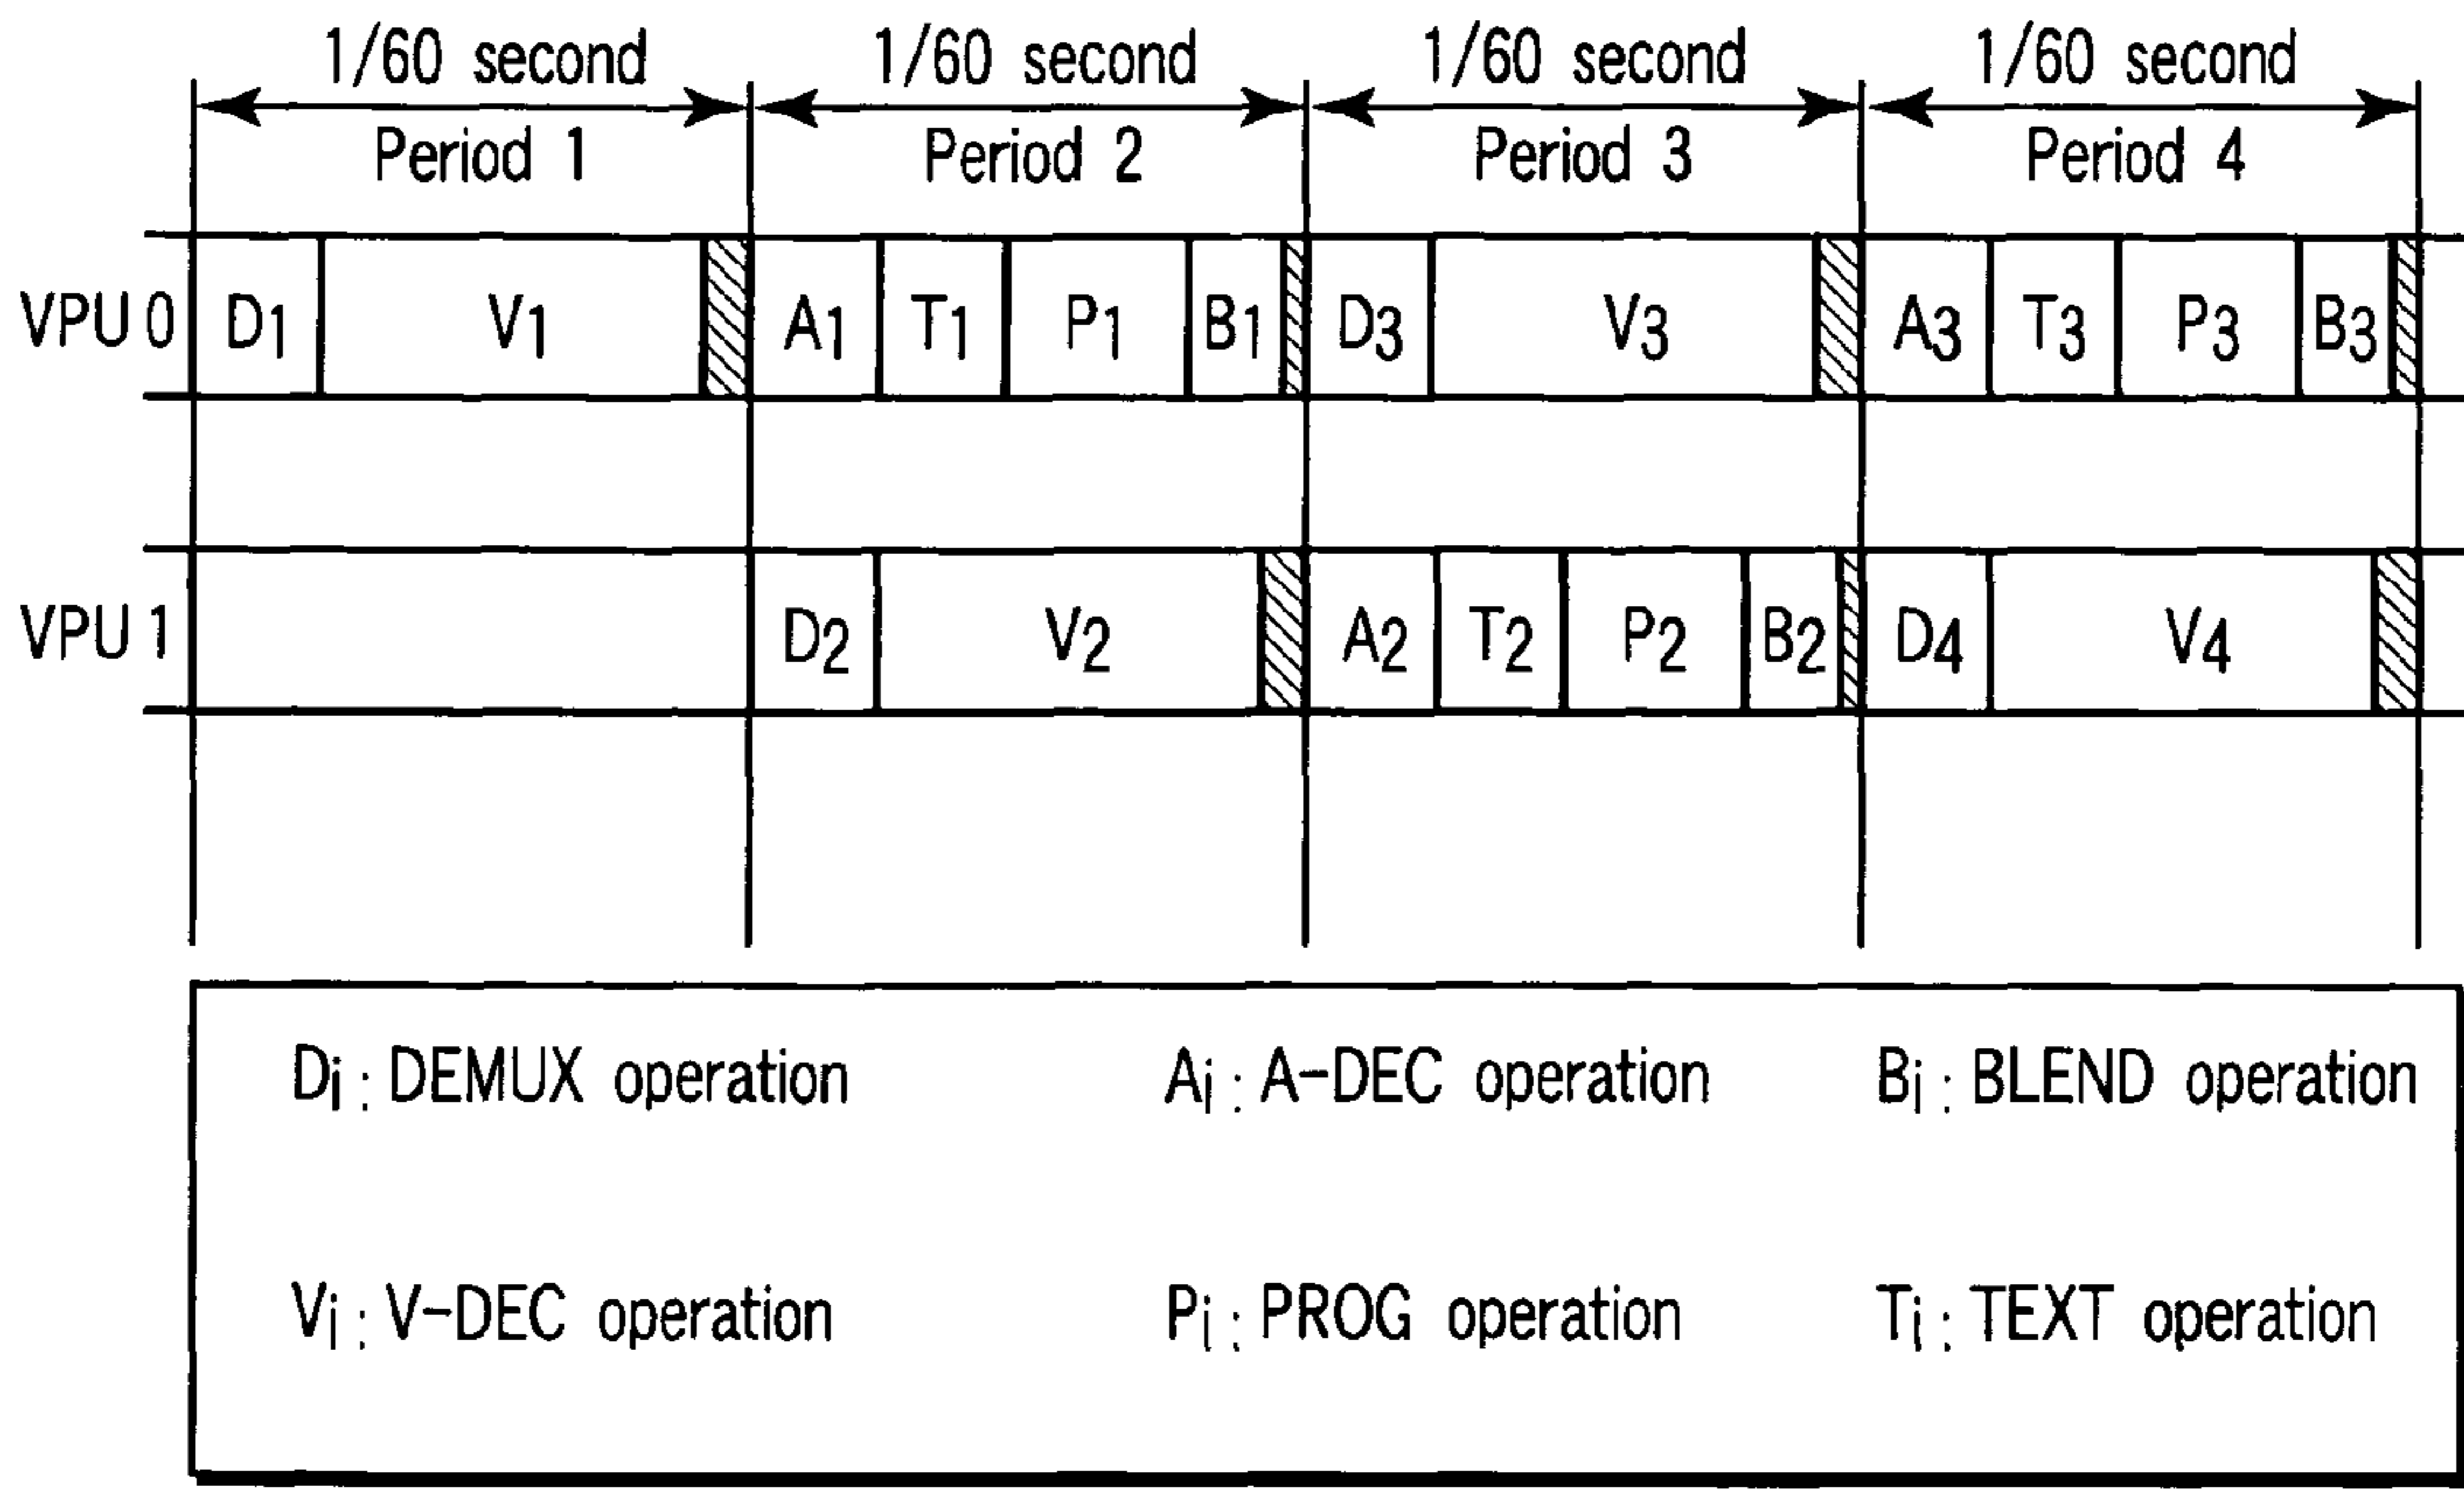 1/60 second 1/60 second 1/60 second 1/60 second
Period 1 Period 2 Period 3 Period 4
VPU 0 D1 V1 A1 T1 P1 B1 D3 V3 A3 T3 P3 B3
VPU 1 D2 V2 A2 T2 P2 B2 D4 V4
Di : DEMUX operation Ai : A-DEC operation Bi : BLEND operation
Vi : V-DEC operation Pi : PROG operation Ti : TEXT operation